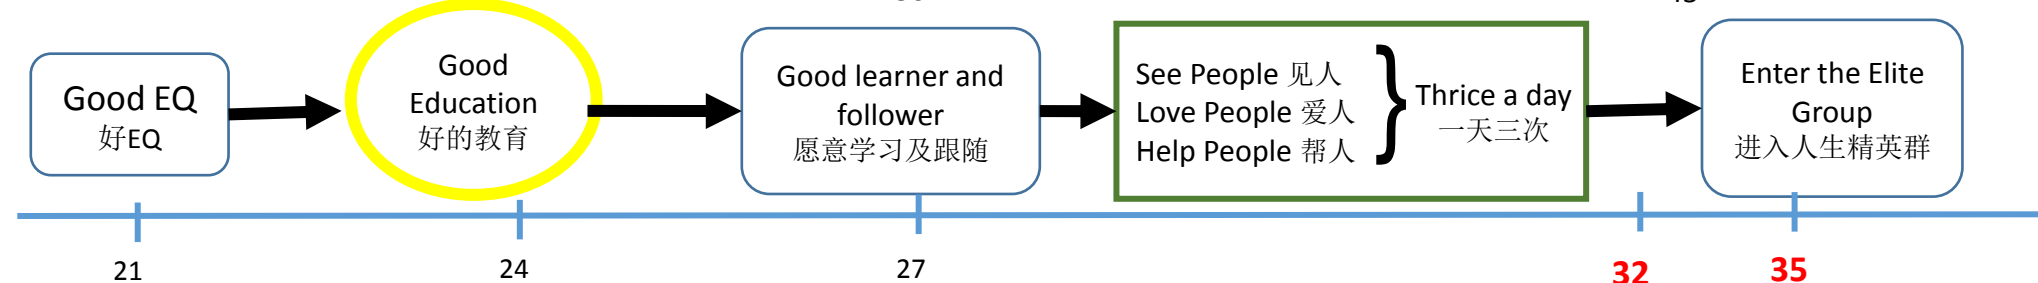 Good EQ
好EQ
Good
Education
好的教育
Good learner and
follower
愿意学习及跟随
See People 见人
Love People 爱人
Help People 帮人
}
Thrice a day
一天三次
Enter the Elite
Group
进入人生精英群
21
24
27
32
35